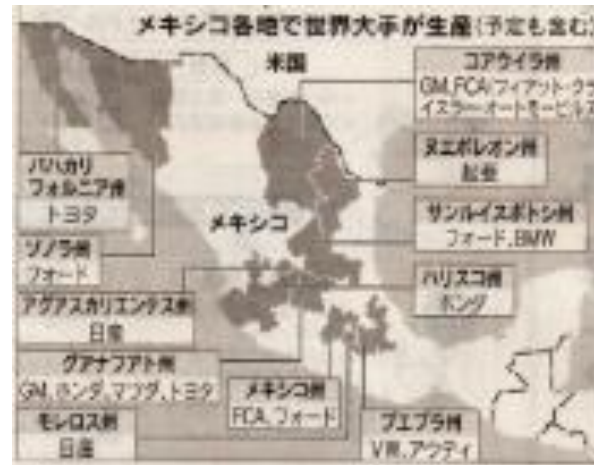 メキシコ各地で世界大手が生産(予定も含む)
米国
コアウイラ州
GM,FCA(フィアット・クラ
イスラー・オートモービルズ
ヌエボレオン州
起亜
バハカリ
フォルニア州
トヨタ
メキシコ
サンルイスポトシ州
フォード,BMW
ソノラ州
フォード
ハリスコ州
ホンダ
アグアスカリエンテス州
日産
グアナファト州
GM,ホンダ,マツダ,トヨタ
メキシコ州
FCA,フォード
モレロス州
日産
プエブラ州
VW,アウディ